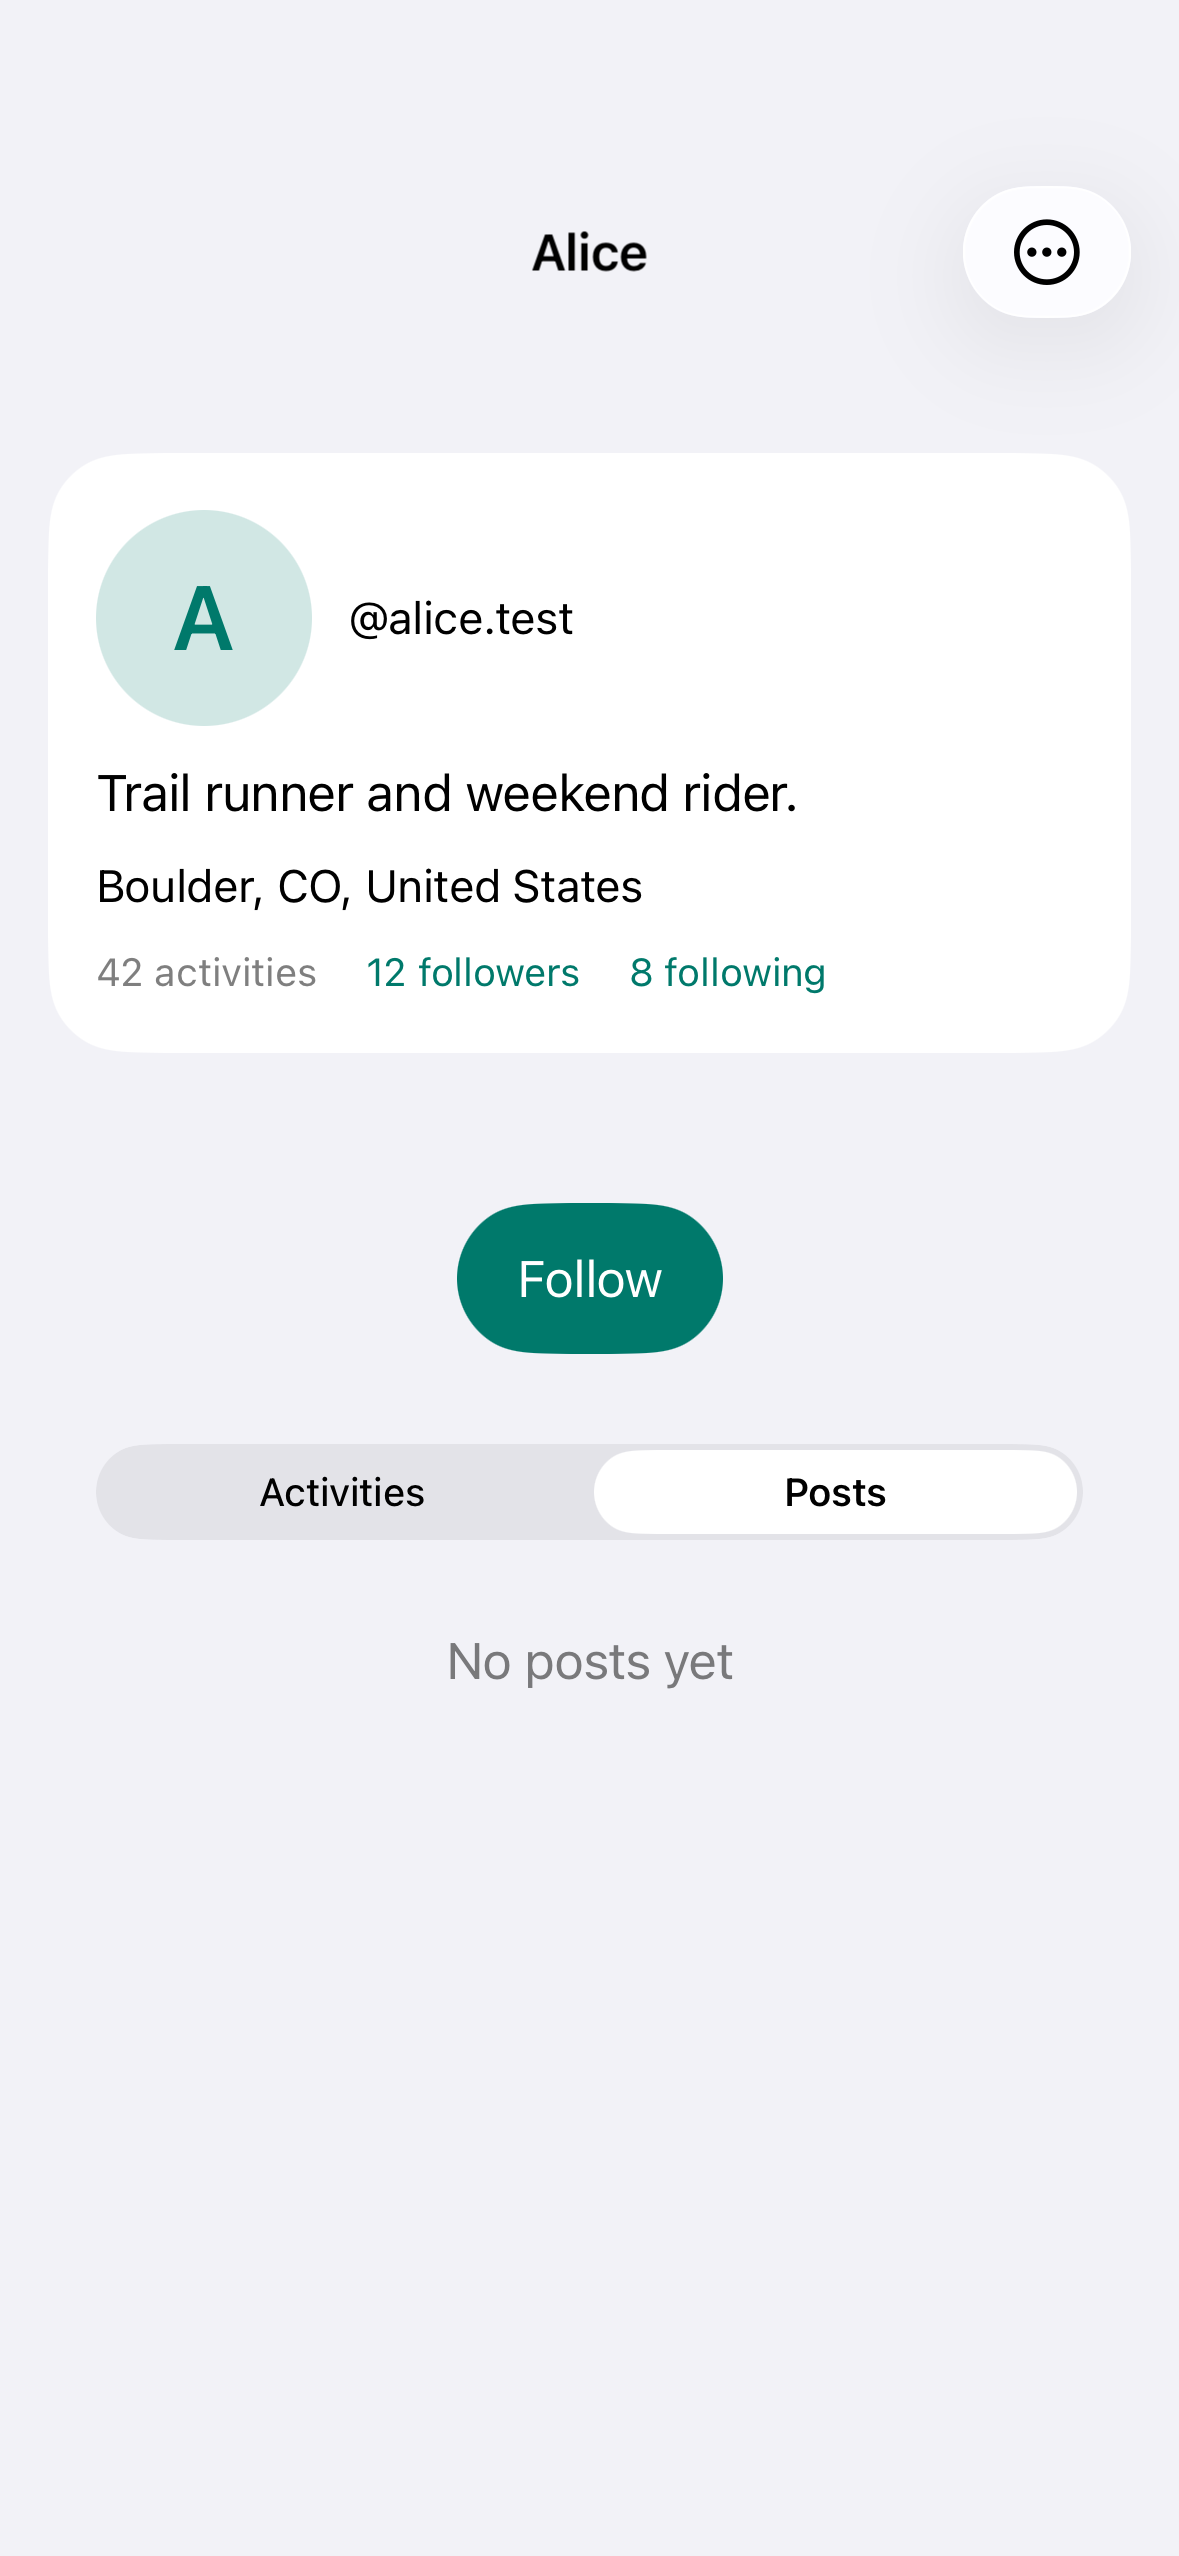 Alice
A
@alice.test
Trail runner and weekend rider.
Boulder, CO, United States
42 activities 12 followers 8 following
Follow
Activities Posts
No posts yet